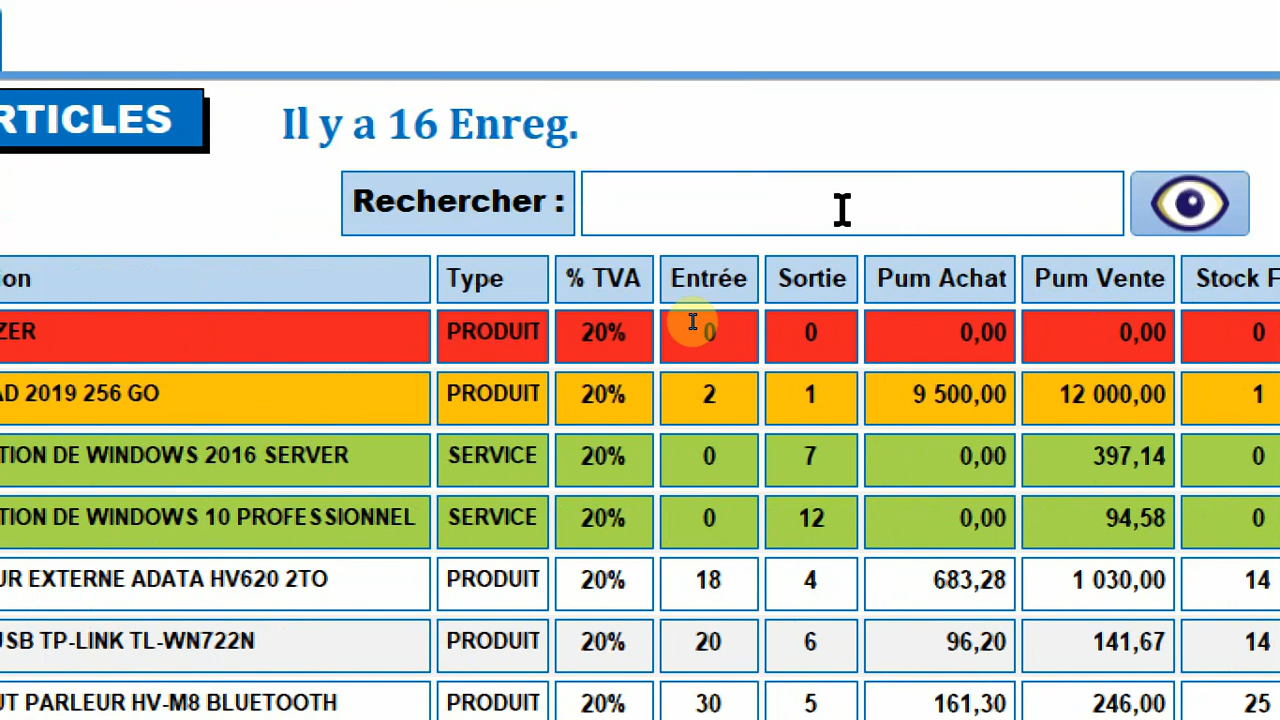 RTICLES Il y a 16 Enreg.
Rechercher :
ion Type % TVA Entrée Sortie Pum Achat Pum Vente Stock F
ZER PRODUIT 20% 0 0 0,00 0,00 0
AD 2019 256 GO PRODUIT 20% 2 1 9 500,00 12 000,00 1
TION DE WINDOWS 2016 SERVER SERVICE 20% 0 7 0,00 397,14 0
TION DE WINDOWS 10 PROFESSIONNEL SERVICE 20% 0 12 0,00 94,58 0
UR EXTERNE ADATA HV620 2TO PRODUIT 20% 18 4 683,28 1 030,00 14
USB TP-LINK TL-WN722N PRODUIT 20% 20 6 96,20 141,67 14
UT PARLEUR HV-M8 BLUETOOTH PRODUIT 20% 30 5 161,30 246,00 25